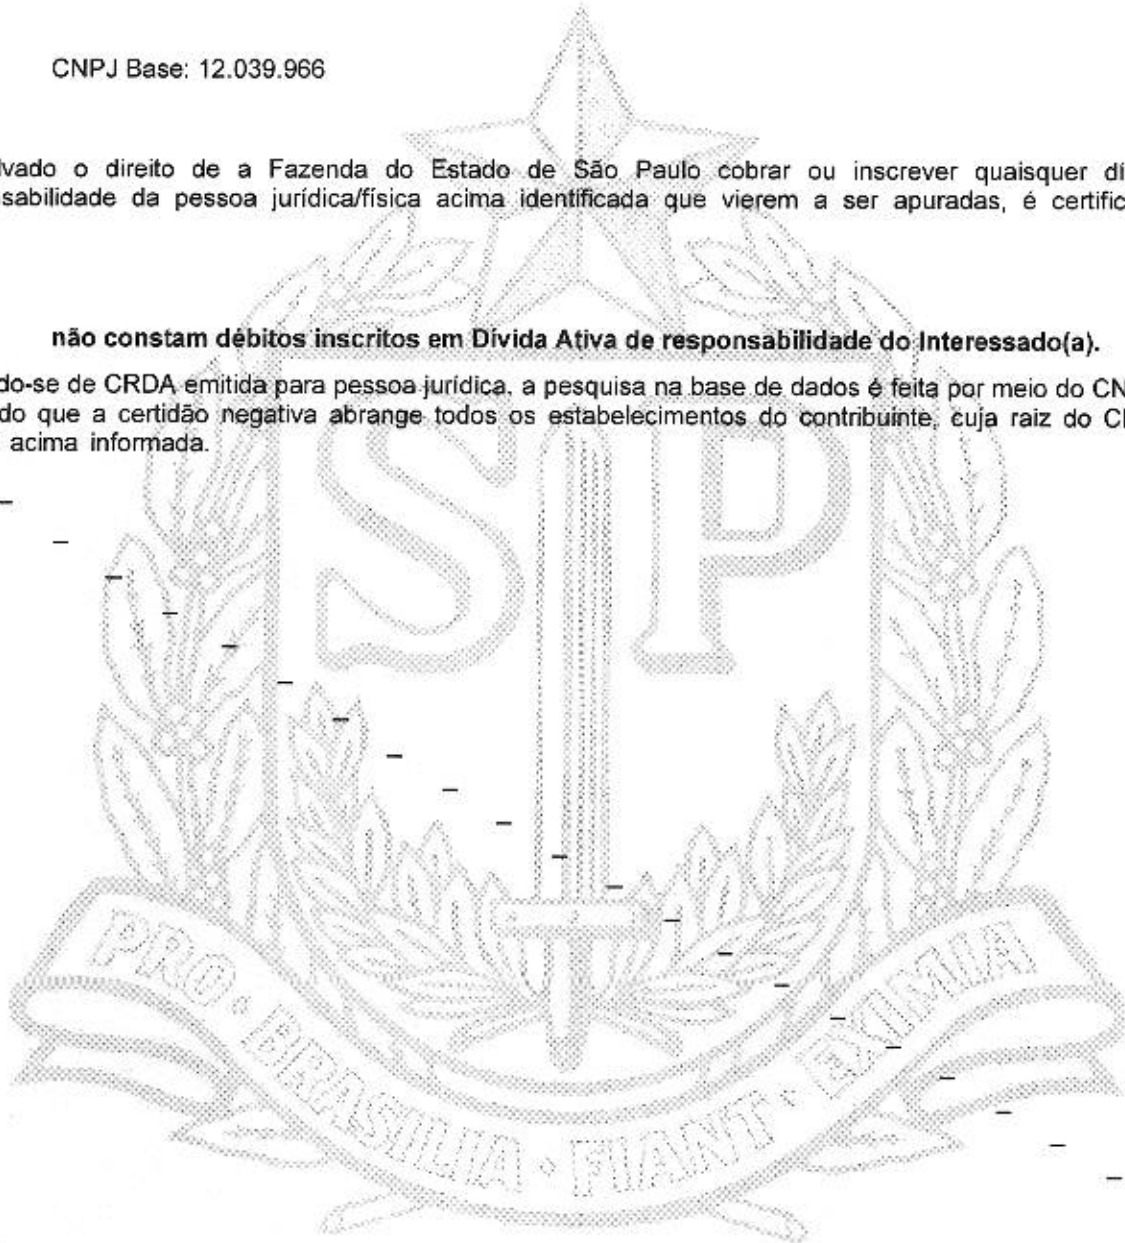 CNPJ Base: 12.039.966
lvado o direito de a Fazenda do Estado de São Paulo cobrar ou inscrever quaisquer dí
nsabilidade da pessoa jurídica/física acima identificada que vierem a ser apuradas, é certific
não constam débitos inscritos em Dívida Ativa de responsabilidade do Interessado(a).
do-se de CRDA emitida para pessoa jurídica, a pesquisa na base de dados é feita por meio do CN
do que a certidão negativa abrange todos os estabelecimentos do contribuinte, cuja raiz do CI
acima informada.
SP
PRO · BRASILIA · FIANT · EXIMIA